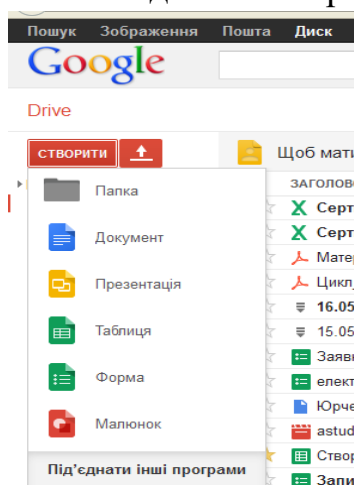 Пошук Зображення Пошта Диск
Google
Drive
СТВОРИТИ
Щоб мати
ЗАГОЛОВО
Папка
X Серт
Документ
X Серт
Матер
Презентація
Цикл_
16.05
Таблиця
15.05
Заяв
Форма
елект
Юрче
Малюнок
astud
Створ
Під'єднати інші програми
Запи